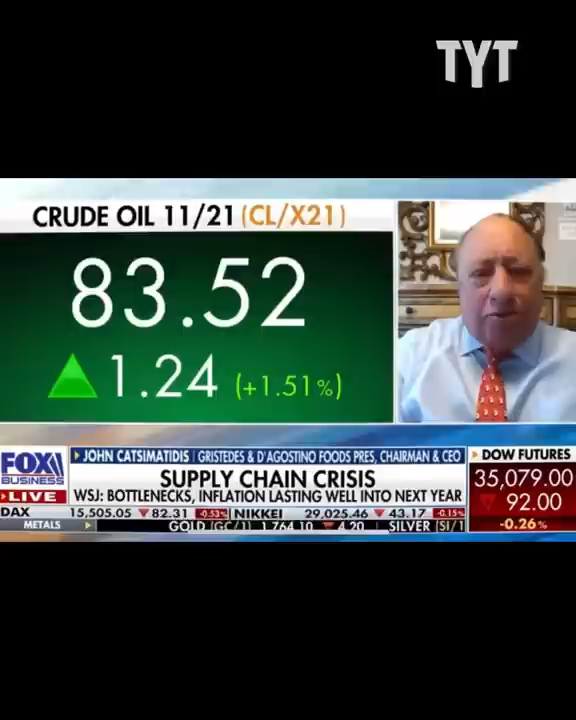 TYT
CRUDE OIL 11/21 (CL/X21)
83.52
▲ 1.24 (+1.51%)
FOX
BUSINESS
LIVE
JOHN CATSIMATIDIS | GRISTEDES & D'AGOSTINO FOODS PRES, CHAIRMAN & CEO
SUPPLY CHAIN CRISIS
WSJ: BOTTLENECKS, INFLATION LASTING WELL INTO NEXT YEAR
DOW FUTURES
35,079.00
▼ 92.00
-0.26%
DAX 15,505.05 ▼ 82.31 -0.53% NIKKEI 29,025.46 ▼ 43.17 -0.15%
METALS GOLD (GC/1) 1,764.10 ▼ 4.20 SILVER (SI/1